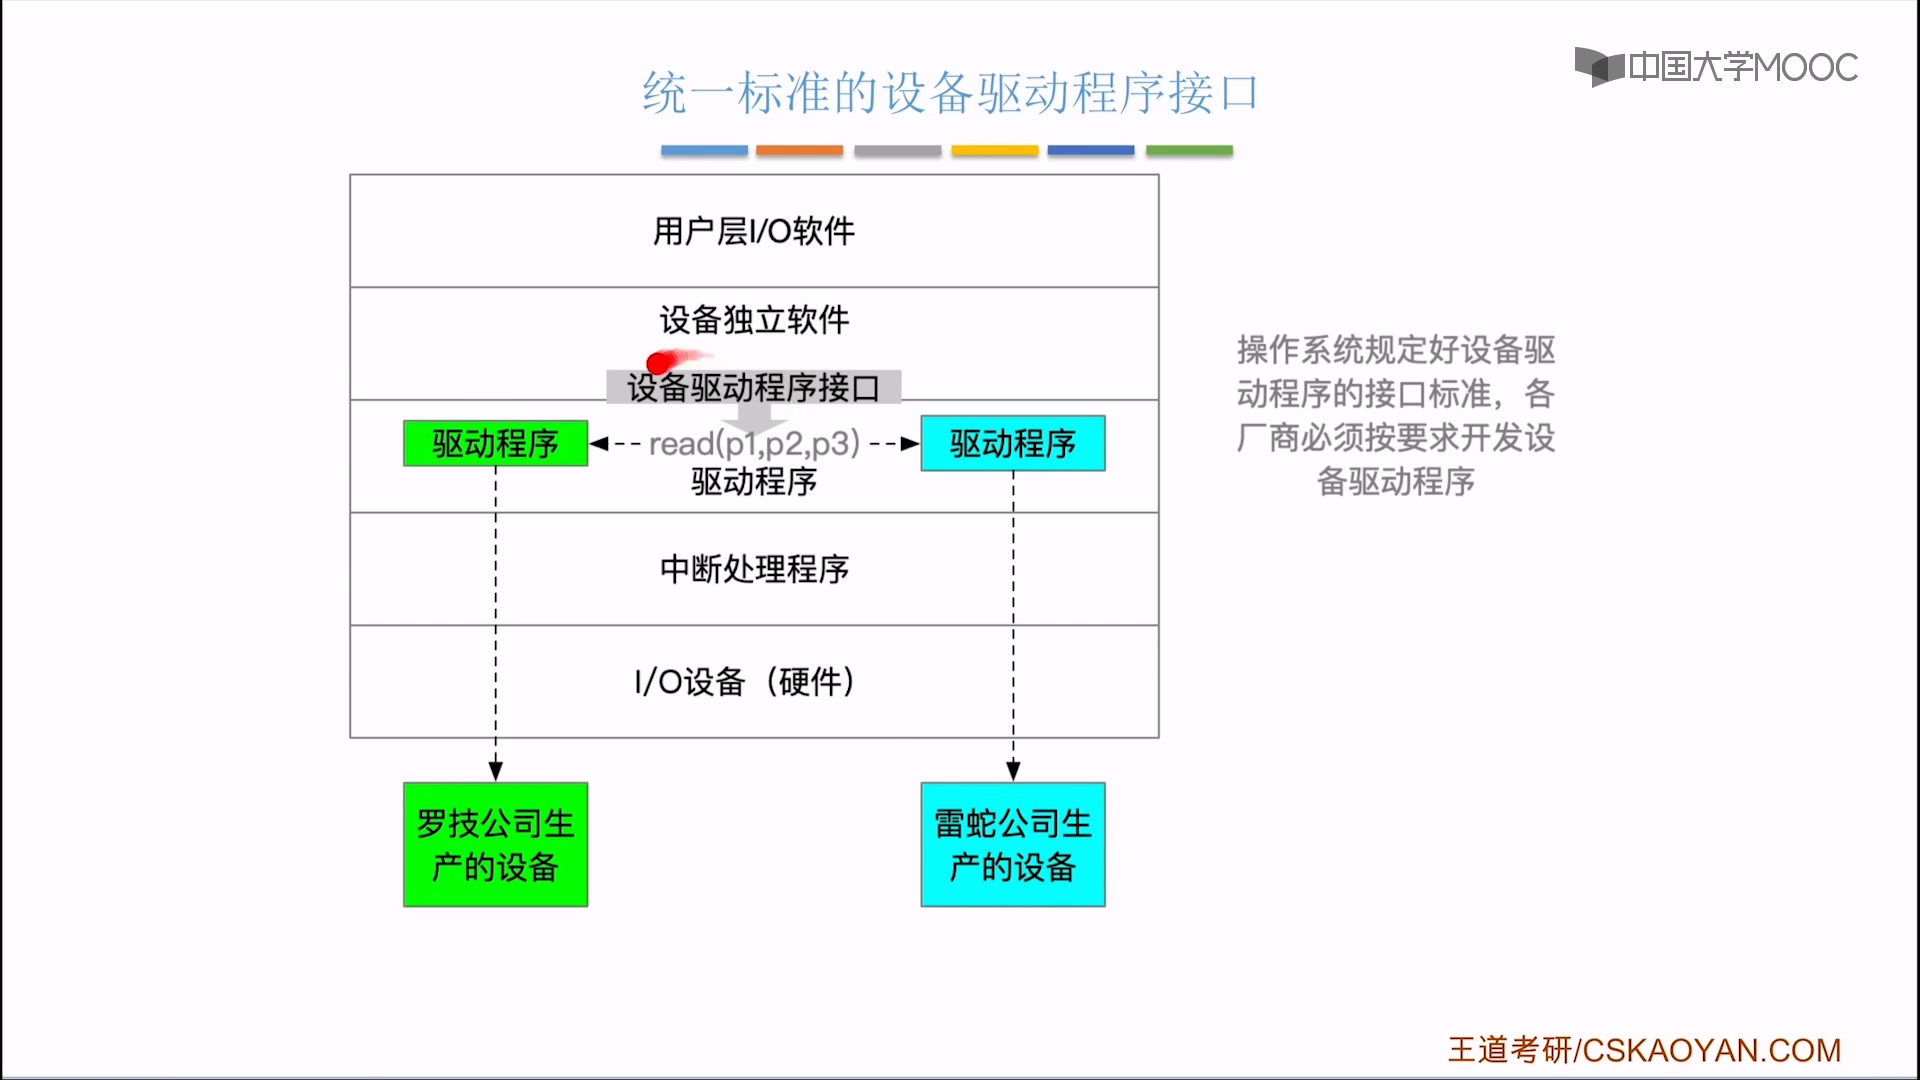 中国大学MOOC
统一标准的设备驱动程序接口
用户层I/O软件
设备独立软件
设备驱动程序接口
驱动程序
read(p1,p2,p3)
驱动程序
驱动程序
中断处理程序
I/O设备（硬件）
罗技公司生
产的设备
雷蛇公司生
产的设备
操作系统规定好设备驱
动程序的接口标准，各
厂商必须按要求开发设
备驱动程序
王道考研/CSKAOYAN.COM